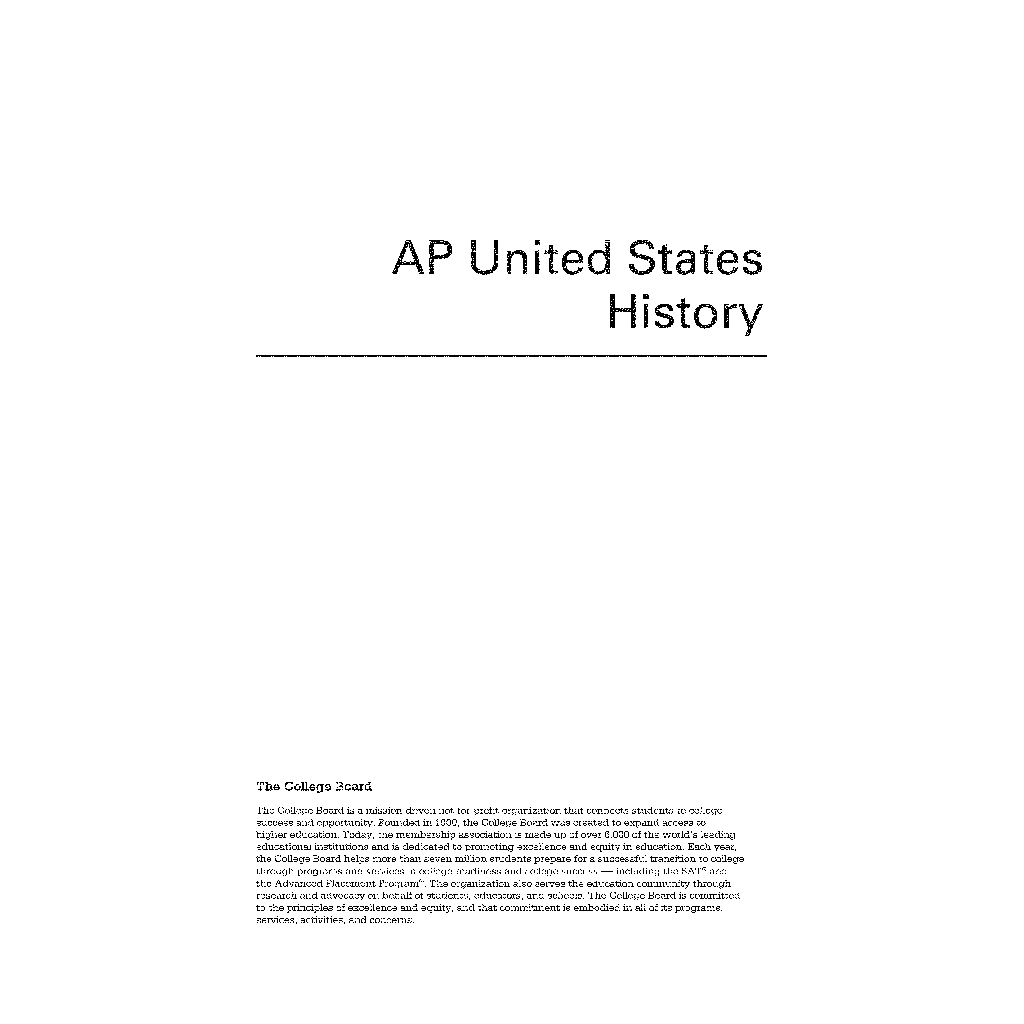 AP United States
History
The College Board
The College Board is a mission-driven not-for-profit organization that connects students to college
success and opportunity. Founded in 1900, the College Board was created to expand access to
higher education. Today, the membership association is made up of over 6,000 of the world's leading
educational institutions and is dedicated to promoting excellence and equity in education. Each year,
the College Board helps more than seven million students prepare for a successful transition to college
through programs and services in college readiness and college success — including the SAT® and
the Advanced Placement Program®. The organization also serves the education community through
research and advocacy on behalf of students, educators, and schools. The College Board is committed
to the principles of excellence and equity, and that commitment is embodied in all of its programs,
services, activities, and concerns.